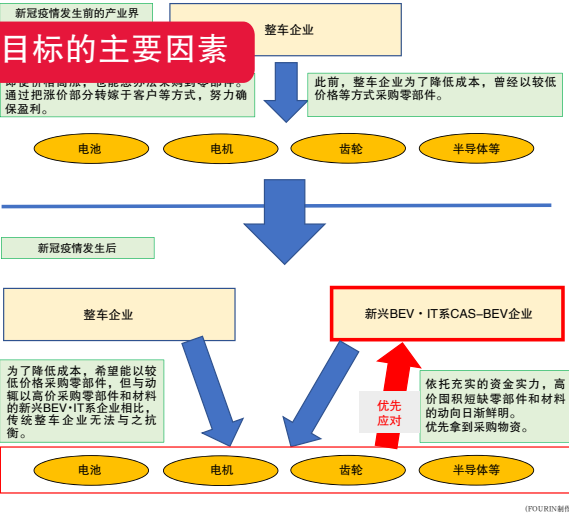 新冠疫情发生前的产业界
整车企业
目标的主要因素
通过把涨价部分转嫁于客户等方式，努力确
保盈利。
此前，整车企业为了降低成本，曾经以较低
价格等方式采购零部件。
电池
电机
齿轮
半导体等
新冠疫情发生后
整车企业
新兴BEV・IT系CAS-BEV企业
为了降低成本，希望能以较
低价格采购零部件，但与动
辄以高价采购零部件和材料
的新兴BEV・IT系企业相比，
传统整车企业无法与之抗
衡。
优先
应对
依托充实的资金实力，高
价囤积短缺零部件和材料
的动向日渐鲜明。
优先拿到采购物资。
电池
电机
齿轮
半导体等
(FOURIN制作